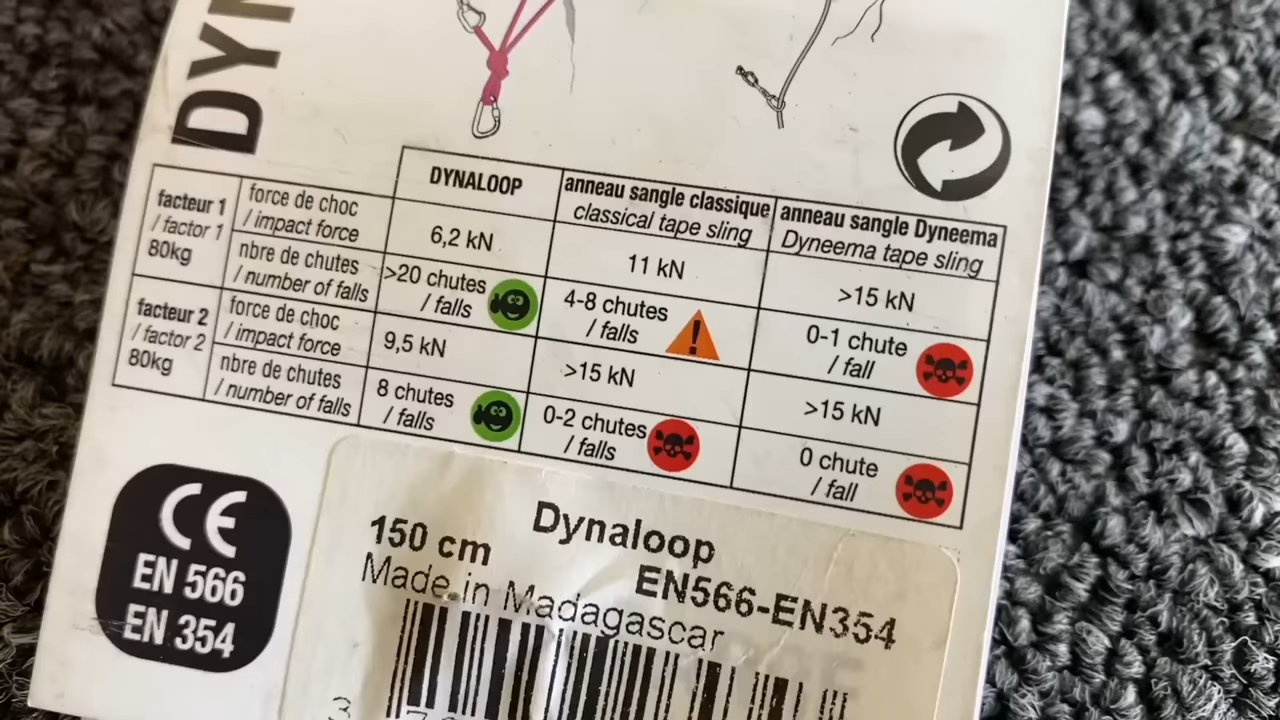 DYN
DYNALOOP
anneau sangle classique
classical tape sling
anneau sangle Dyneema
Dyneema tape sling
facteur 1
/ factor 1
80kg
force de choc
/ impact force
6,2 kN
11 kN
>15 kN
nbre de chutes
/ number of falls
>20 chutes
/ falls
4-8 chutes
/ falls
0-1 chute
/ fall
facteur 2
/ factor 2
80kg
force de choc
/ impact force
9,5 kN
>15 kN
>15 kN
nbre de chutes
/ number of falls
8 chutes
/ falls
0-2 chutes
/ falls
0 chute
/ fall
CE
EN 566
EN 354
Dynaloop
150 cm
EN566-EN354
Made in Madagascar